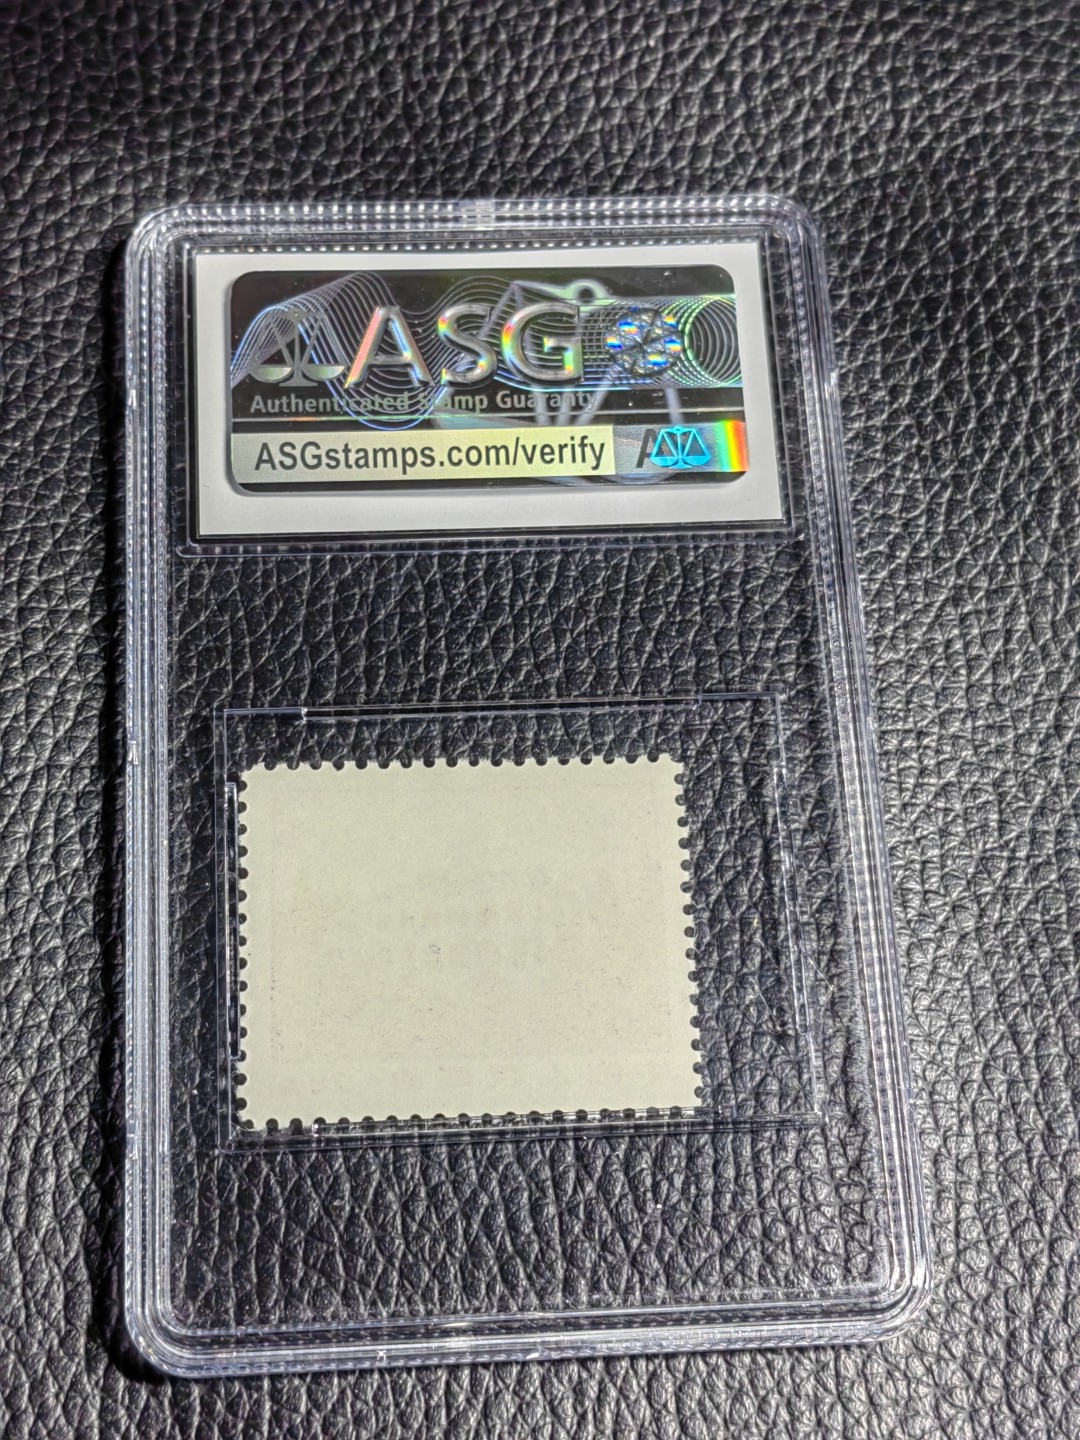 ASG
Authenticated Stamp Guaranty
ASGstamps.com/verify